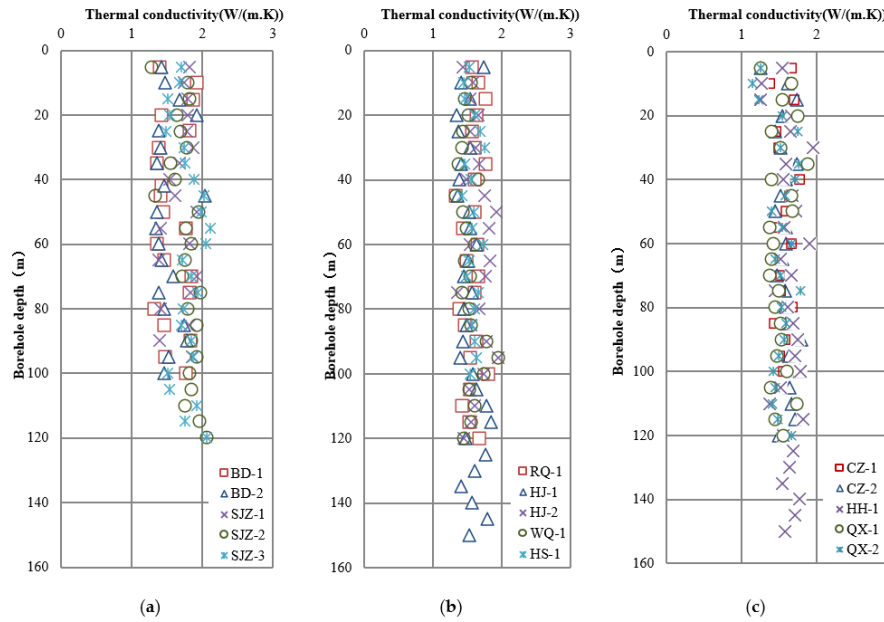 Thermal conductivity(W/(m.K))
0 1 2 3
Borehole depth（m）
0
20
40
60
80
100
120
140
160
BD-1
BD-2
SJZ-1
SJZ-2
SJZ-3
(a)
Thermal conductivity(W/(m.K))
0 1 2 3
Borehole depth（m）
0
20
40
60
80
100
120
140
160
RQ-1
HJ-1
HJ-2
WQ-1
HS-1
(b)
Thermal conductivity(W/(m.K))
0 1 2
Borehole depth（m）
0
20
40
60
80
100
120
140
160
CZ-1
CZ-2
HH-1
QX-1
QX-2
(c)